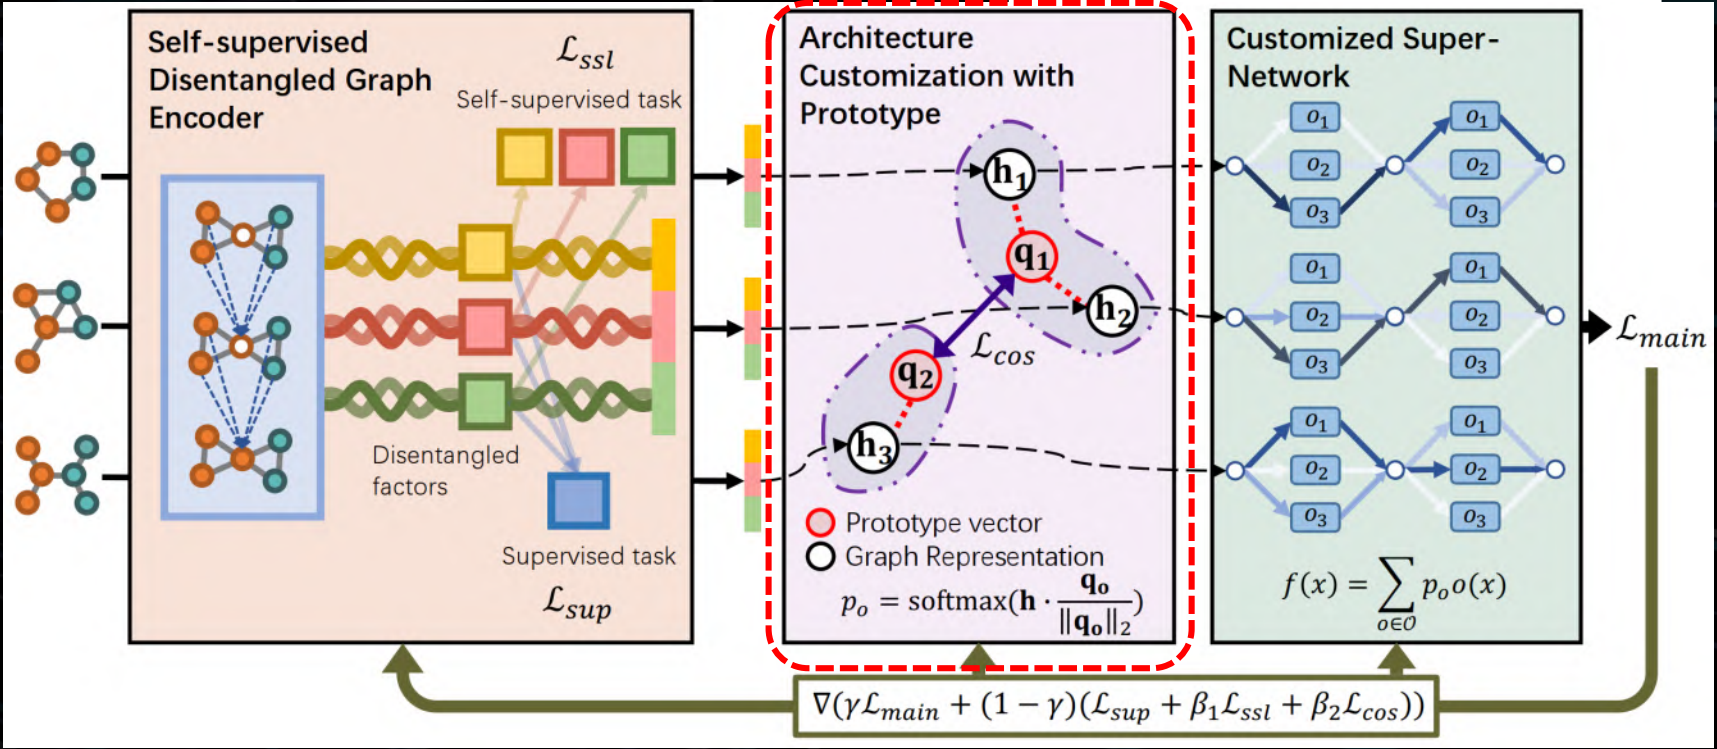 Self-supervised
Disentangled Graph
Encoder
ℒ_ssl
Self-supervised task
Disentangled
factors
Supervised task
ℒ_sup
Architecture
Customization with
Prototype
h₁
q₁
h₂
ℒ_cos
q₂
h₃
Prototype vector
Graph Representation
p_o = softmax(h · q_o / ‖q_o‖₂)
Customized Super-
Network
o₁ o₁
o₂ o₂
o₃ o₃
o₁ o₁
o₂ o₂
o₃ o₃
o₁ o₁
o₂ o₂
o₃ o₃
f(x) = ∑_{o∈𝒪} p_o o(x)
ℒ_main
∇(γℒ_main + (1 − γ)(ℒ_sup + β₁ℒ_ssl + β₂ℒ_cos))